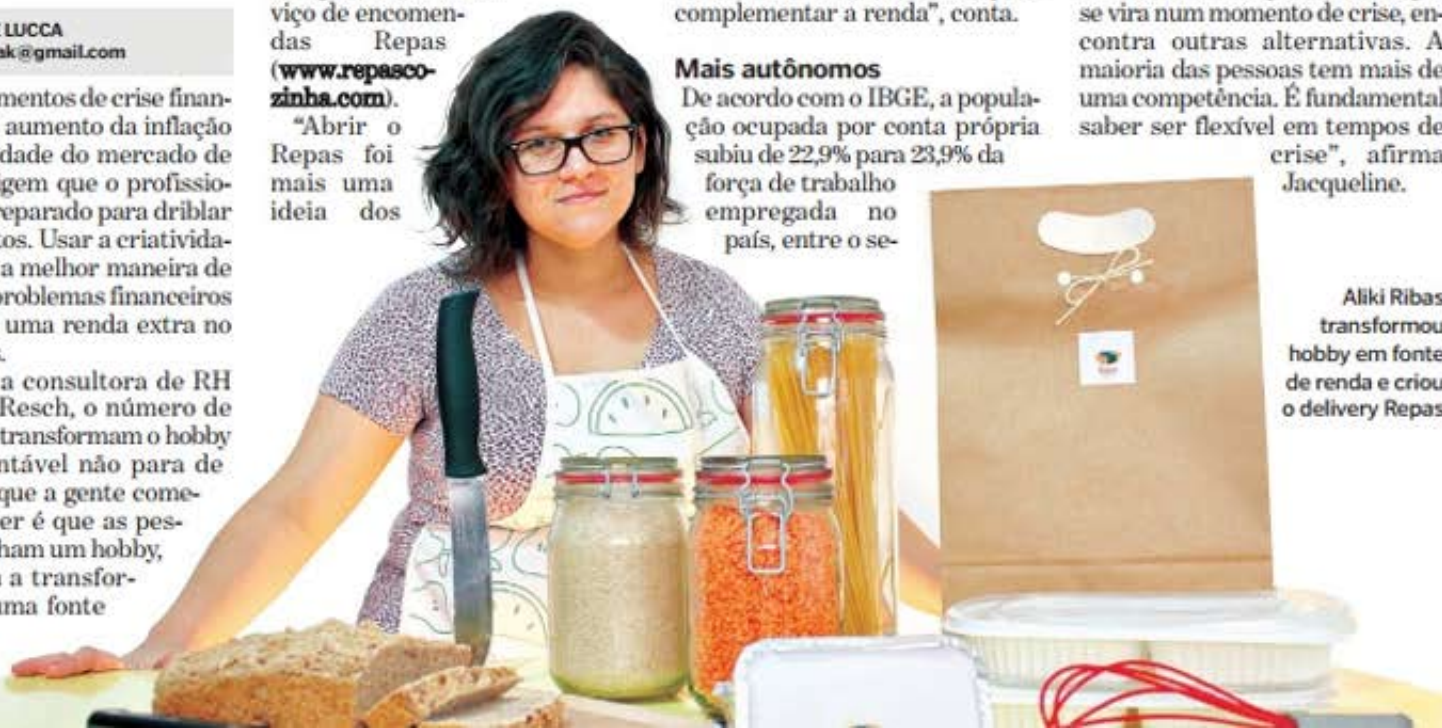 LUCCA
ak@gmail.com
mentos de crise finan-
aumento da inflação
dade do mercado de
igem que o profissio-
reparado para driblar
tos. Usar a criativida-
a melhor maneira de
problemas financeiros
uma renda extra no
a consultora de RH
Resch, o número de
transformam o hobby
ntável não para de
que a gente come-
er é que as pes-
ham um hobby,
a transfor-
uma fonte
viço de encomen-
das Repas
(www.repasco-
zinha.com).
“Abrir o
Repas foi
mais uma
ideia dos
complementar a renda”, conta.
Mais autônomos
De acordo com o IBGE, a popula-
ção ocupada por conta própria
subiu de 22,9% para 23,9% da
força de trabalho
empregada no
país, entre o se-
se vira num momento de crise, en-
contra outras alternativas. A
maioria das pessoas tem mais de
uma competência. É fundamental
saber ser flexível em tempos de
crise”, afirma
Jacqueline.
Aliki Ribas
transformou
hobby em fonte
de renda e criou
o delivery Repas